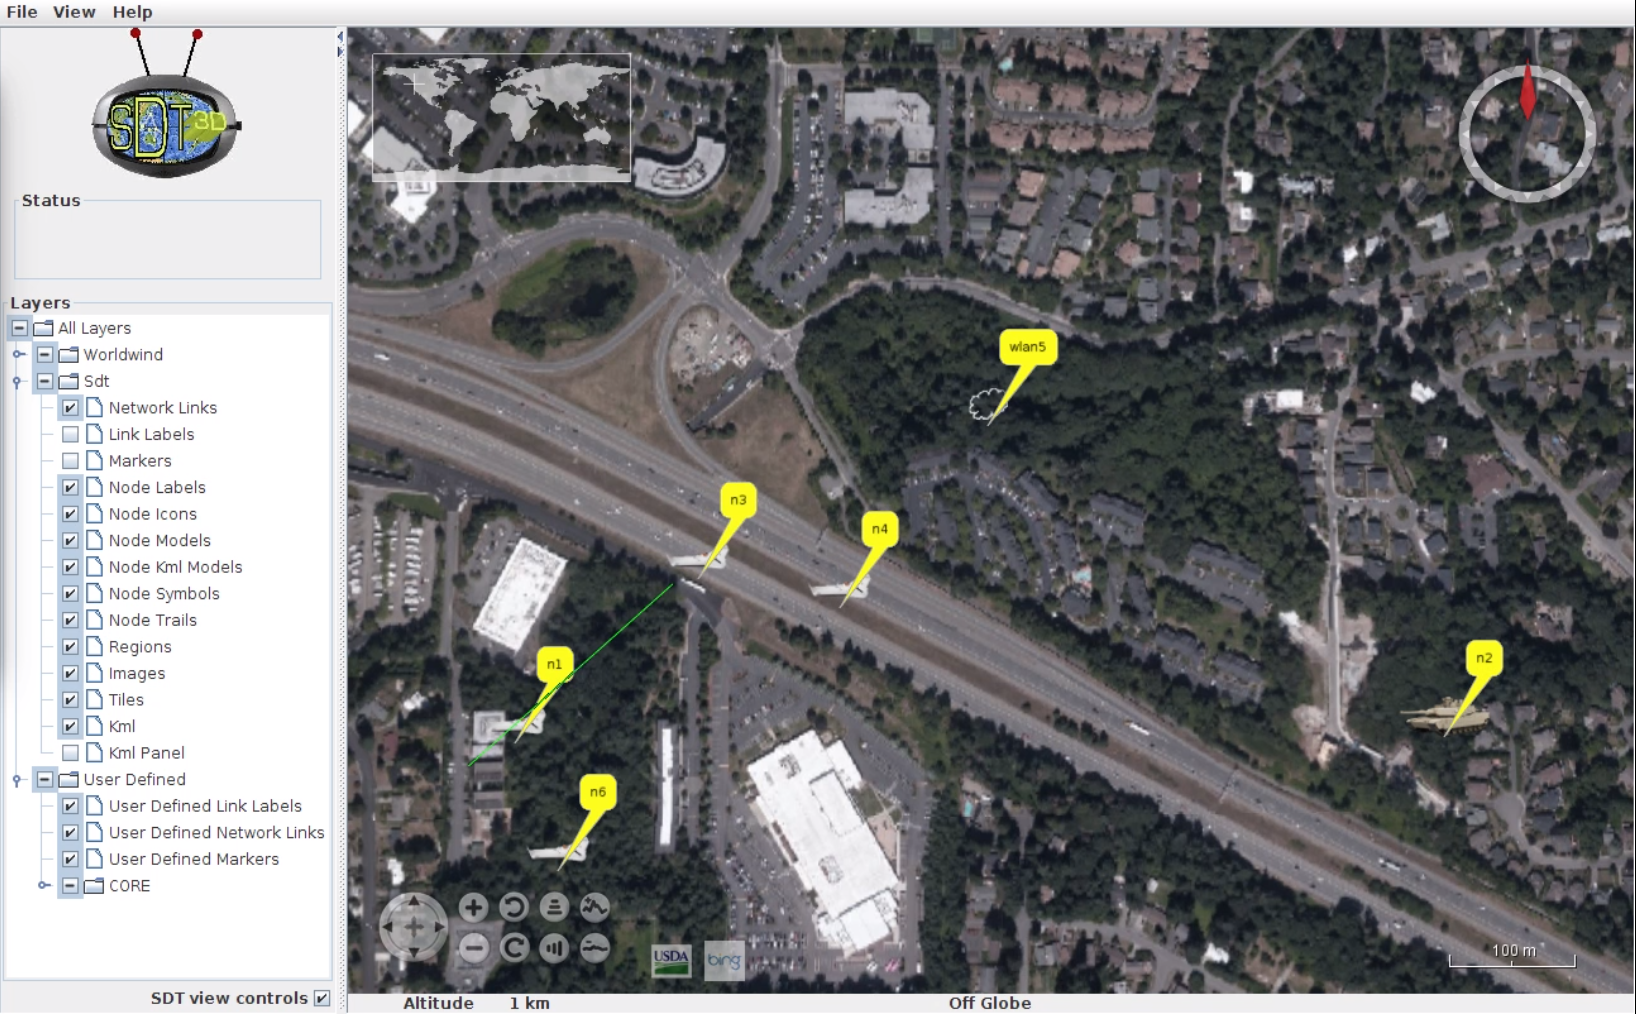 File View Help
SDT 3D
Status
Layers
All Layers
Worldwind
Sdt
Network Links
Link Labels
Markers
Node Labels
Node Icons
Node Models
Node Kml Models
Node Symbols
Node Trails
Regions
Images
Tiles
Kml
Kml Panel
User Defined
User Defined Link Labels
User Defined Network Links
User Defined Markers
CORE
SDT view controls
wlan5
n3
n4
n1
n2
n6
USDA
bing
100 m
Altitude 1 km Off Globe